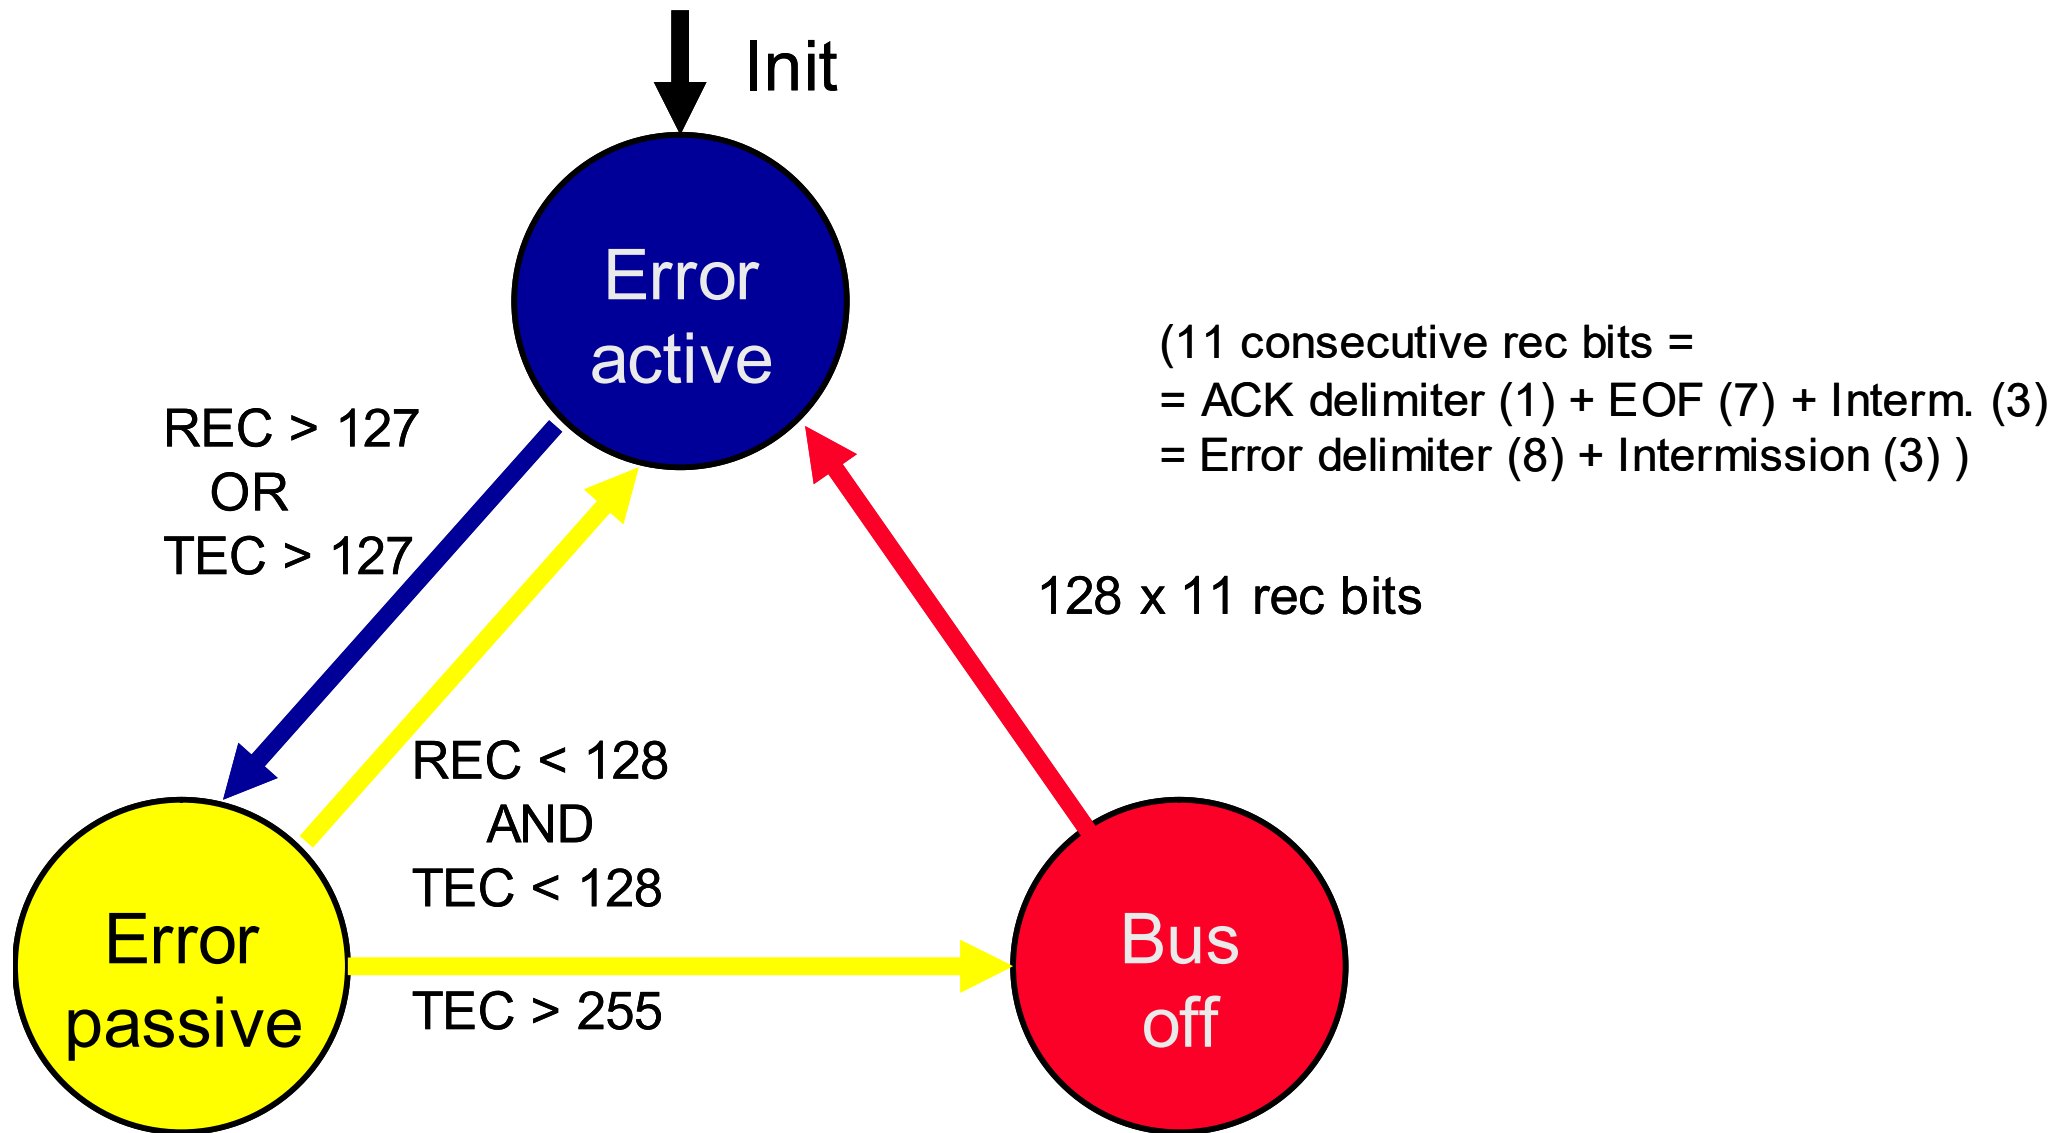 Init
Error
active
(11 consecutive rec bits =
= ACK delimiter (1) + EOF (7) + Interm. (3)
= Error delimiter (8) + Intermission (3) )
REC > 127
OR
TEC > 127
128 x 11 rec bits
REC < 128
AND
TEC < 128
Error
passive
TEC > 255
Bus
off